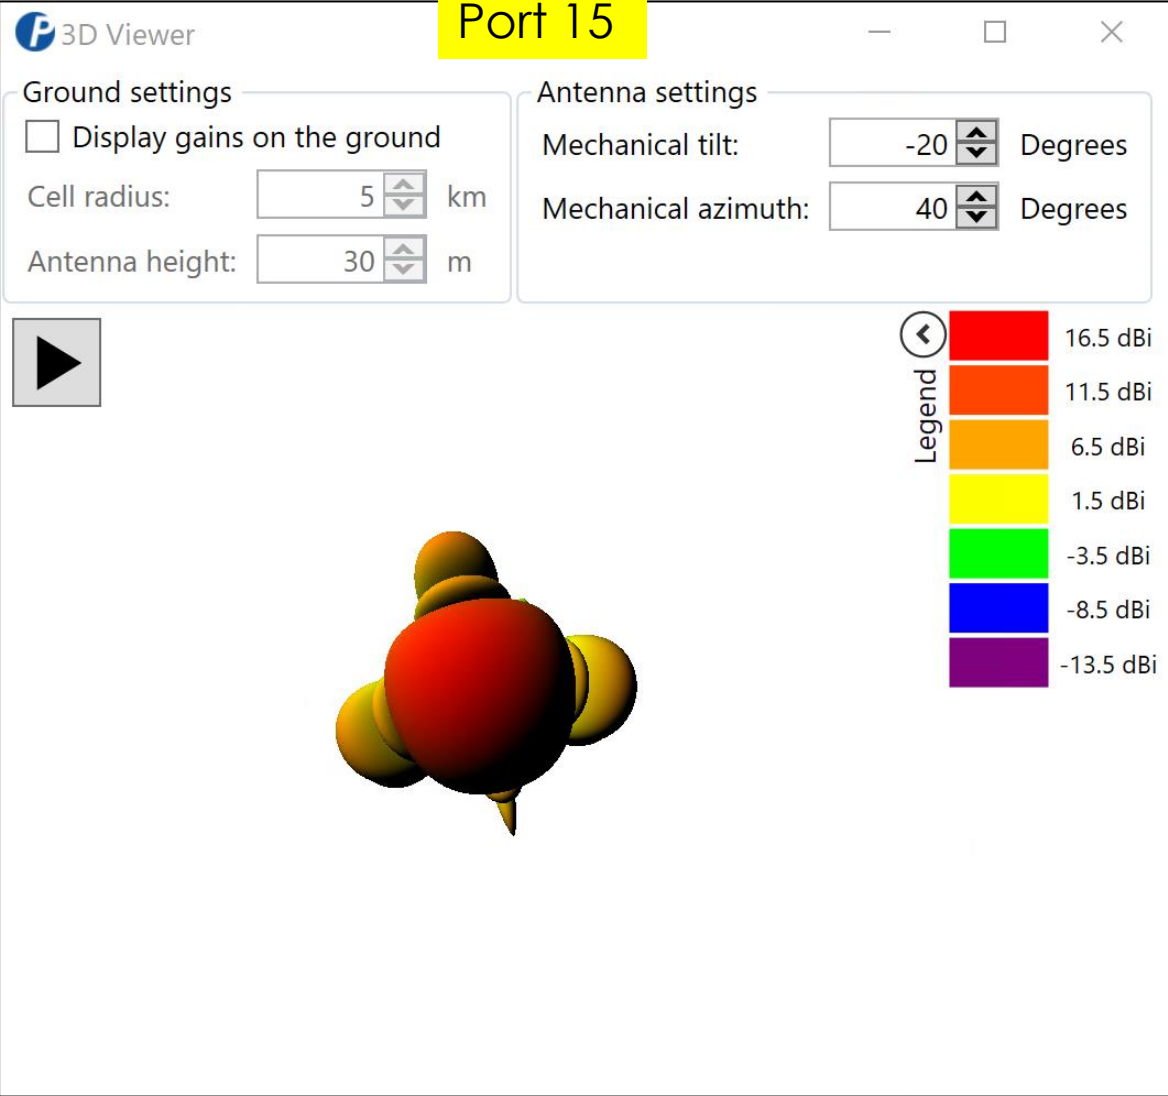 Port 15
3D Viewer
Ground settings
Display gains on the ground
Cell radius: 5 km
Antenna height: 30 m
Antenna settings
Mechanical tilt: -20 Degrees
Mechanical azimuth: 40 Degrees
Legend
16.5 dBi
11.5 dBi
6.5 dBi
1.5 dBi
-3.5 dBi
-8.5 dBi
-13.5 dBi